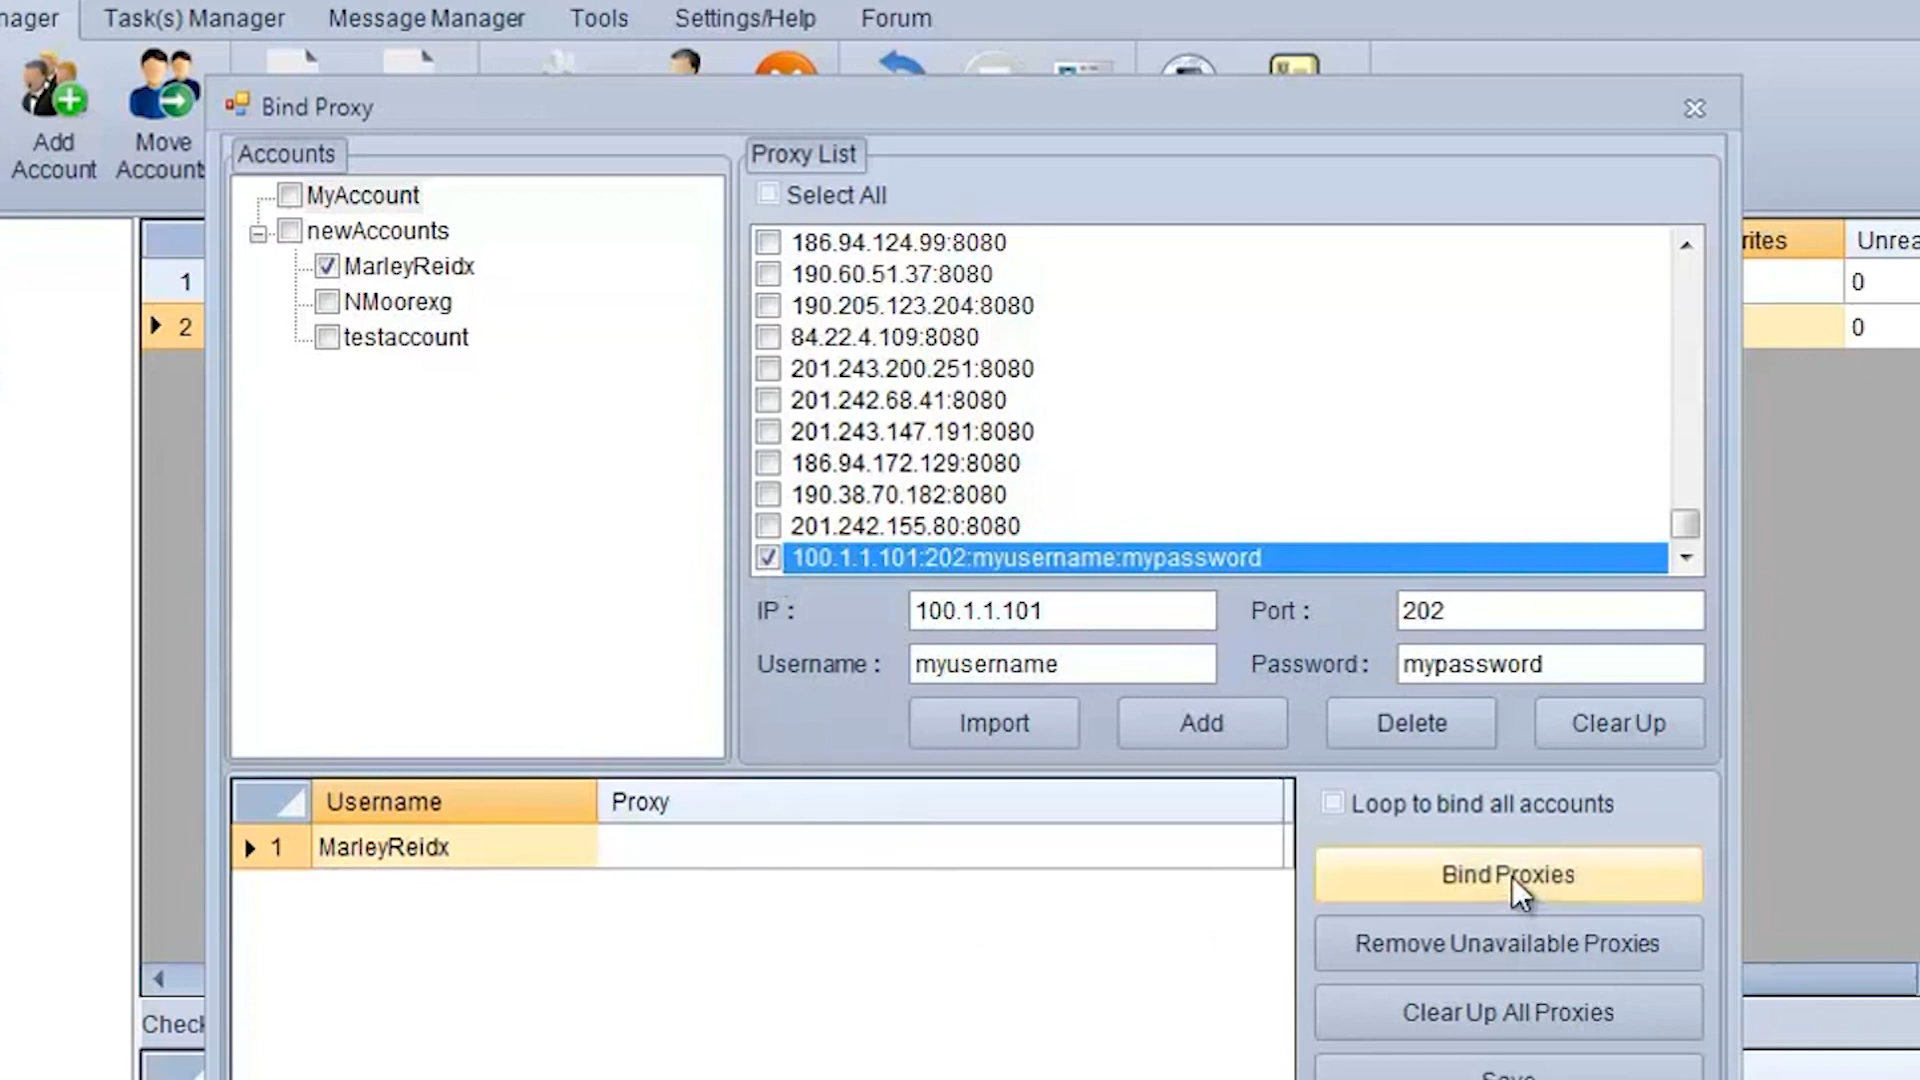 nager Task(s) Manager Message Manager Tools Settings/Help Forum
Add Account
Move Account
Bind Proxy
Accounts
MyAccount
newAccounts
MarleyReidx
NMoorexg
testaccount
Proxy List
Select All
186.94.124.99:8080
190.60.51.37:8080
190.205.123.204:8080
84.22.4.109:8080
201.243.200.251:8080
201.242.68.41:8080
201.243.147.191:8080
186.94.172.129:8080
190.38.70.182:8080
201.242.155.80:8080
100.1.1.101:202:myusername:mypassword
IP : 100.1.1.101 Port : 202
Username : myusername Password : mypassword
Import Add Delete Clear Up
Username Proxy
1 MarleyReidx
Loop to bind all accounts
Bind Proxies
Remove Unavailable Proxies
Clear Up All Proxies
Save
1
2
rites Unrea
0
0
Check